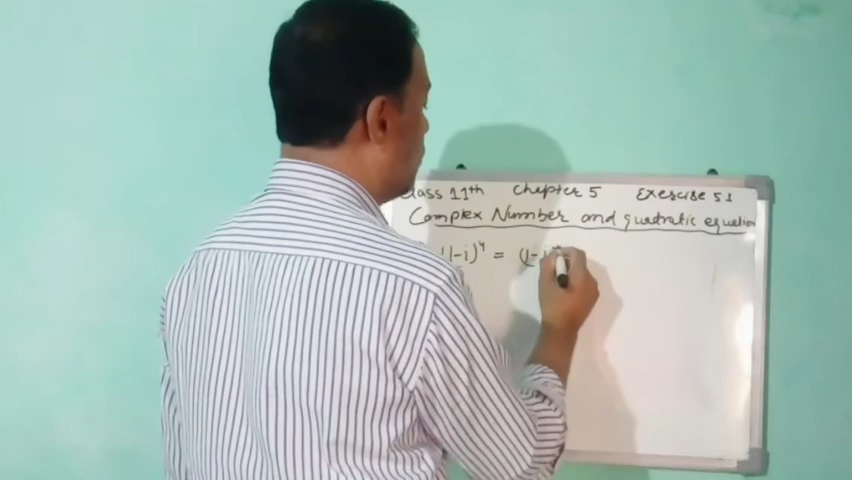 Class 11th Chapter 5 Exercise 5.1
Complex Number and quadratic equation
(1-i)⁴ = (1-